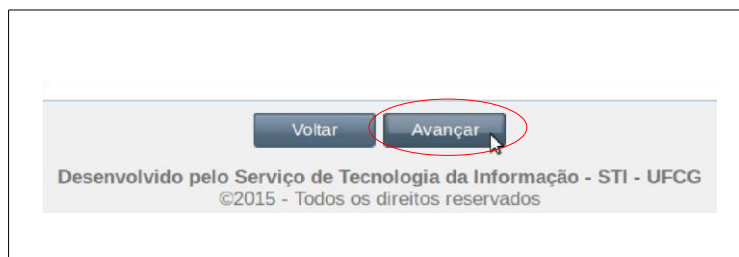 Voltar Avançar
Desenvolvido pelo Serviço de Tecnologia da Informação - STI - UFCG
©2015 - Todos os direitos reservados